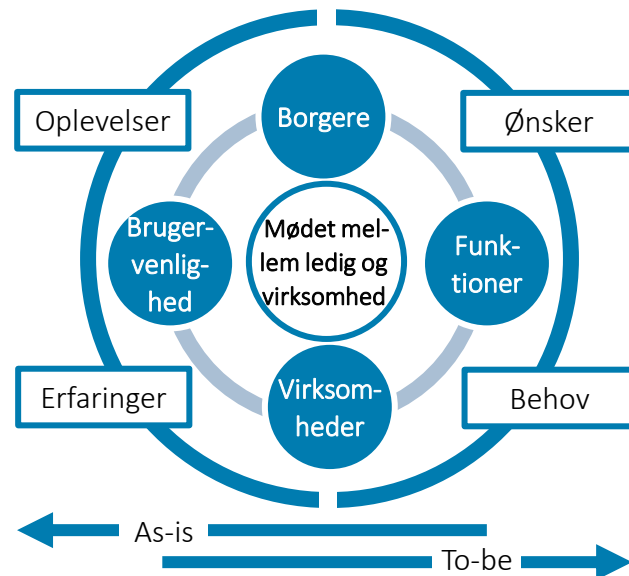 Borgere
Oplevelser
Ønsker
Bruger-
venlig-
hed
Mødet mel-
lem ledig og
virksomhed
Funk-
tioner
Erfaringer
Virksom-
heder
Behov
As-is
To-be